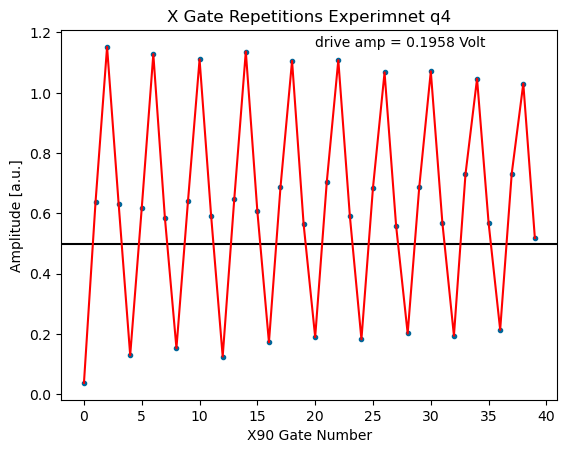 X Gate Repetitions Experimnet q4
drive amp = 0.1958 Volt
1.2
1.0
0.8
0.6
0.4
0.2
0.0
Amplitude [a.u.]
0 5 10 15 20 25 30 35 40
X90 Gate Number